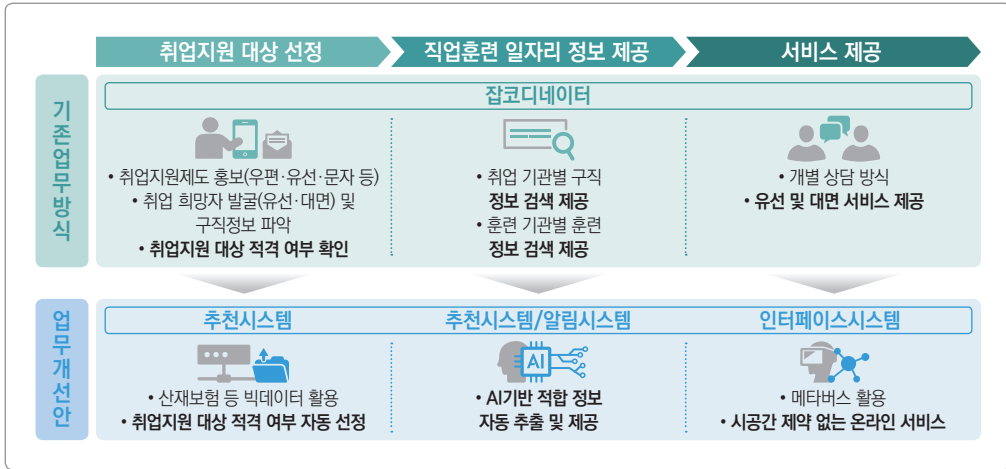 취업지원 대상 선정
직업훈련 일자리 정보 제공
서비스 제공
기존업무방식
잡코디네이터
• 취업지원제도 홍보(우편·유선·문자 등)
• 취업 희망자 발굴(유선·대면) 및
구직정보 파악
• 취업지원 대상 적격 여부 확인
• 취업 기관별 구직
정보 검색 제공
• 훈련 기관별 훈련
정보 검색 제공
• 개별 상담 방식
• 유선 및 대면 서비스 제공
업무개선안
추천시스템
• 산재보험 등 빅데이터 활용
• 취업지원 대상 적격 여부 자동 선정
추천시스템/알림시스템
AI
• AI기반 적합 정보
자동 추출 및 제공
인터페이스시스템
• 메타버스 활용
• 시공간 제약 없는 온라인 서비스